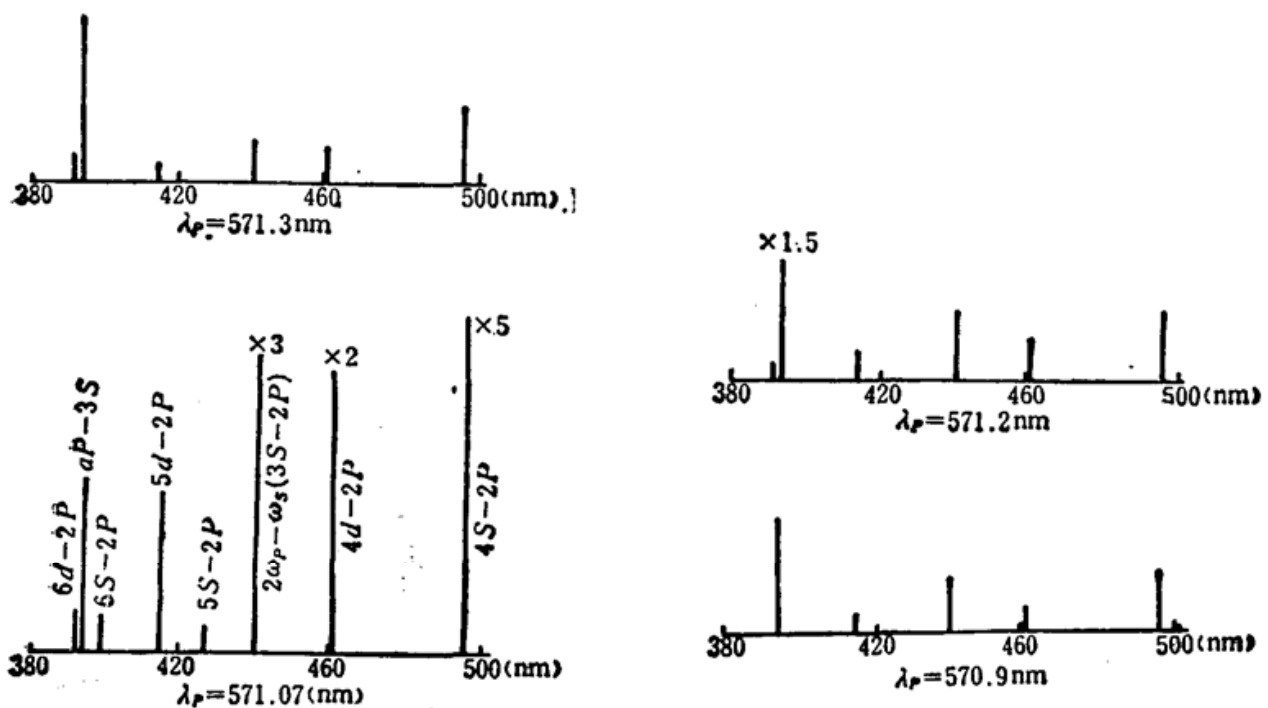 380 420 460 500(nm).]
λP.=571.3nm
×1.5
380 420 460 500(nm)
λP=571.2nm
6d-2P
aP-3S
6S-2P
5d-2P
5S-2P
×3
2ωP-ωS(3S-2P)
×2
4d-2P
×5
4S-2P
380 420 460 500(nm)
λP=571.07(nm)
380 420 460 500(nm)
λP=570.9nm